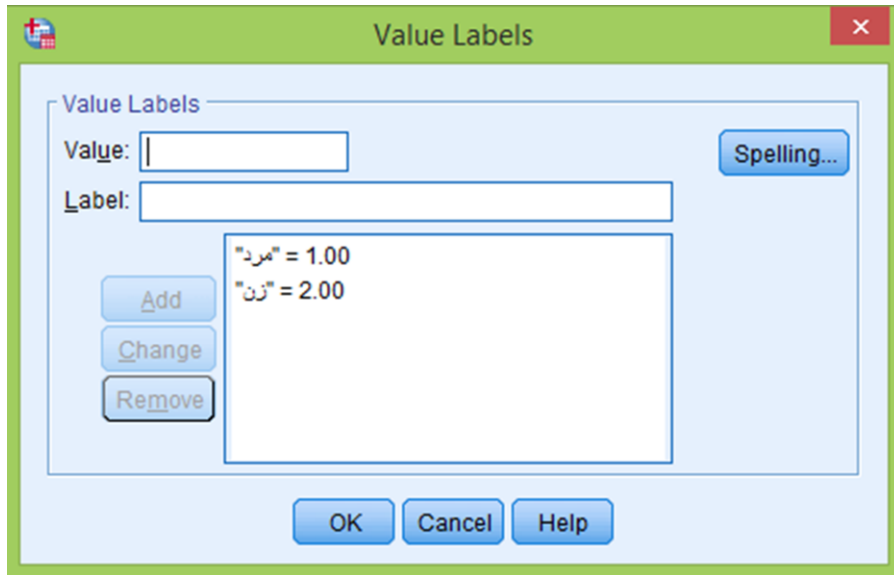 Value Labels
Value Labels
Value:
Spelling...
Label:
"مرد" = 1.00
"زن" = 2.00
Add
Change
Remove
OK Cancel Help